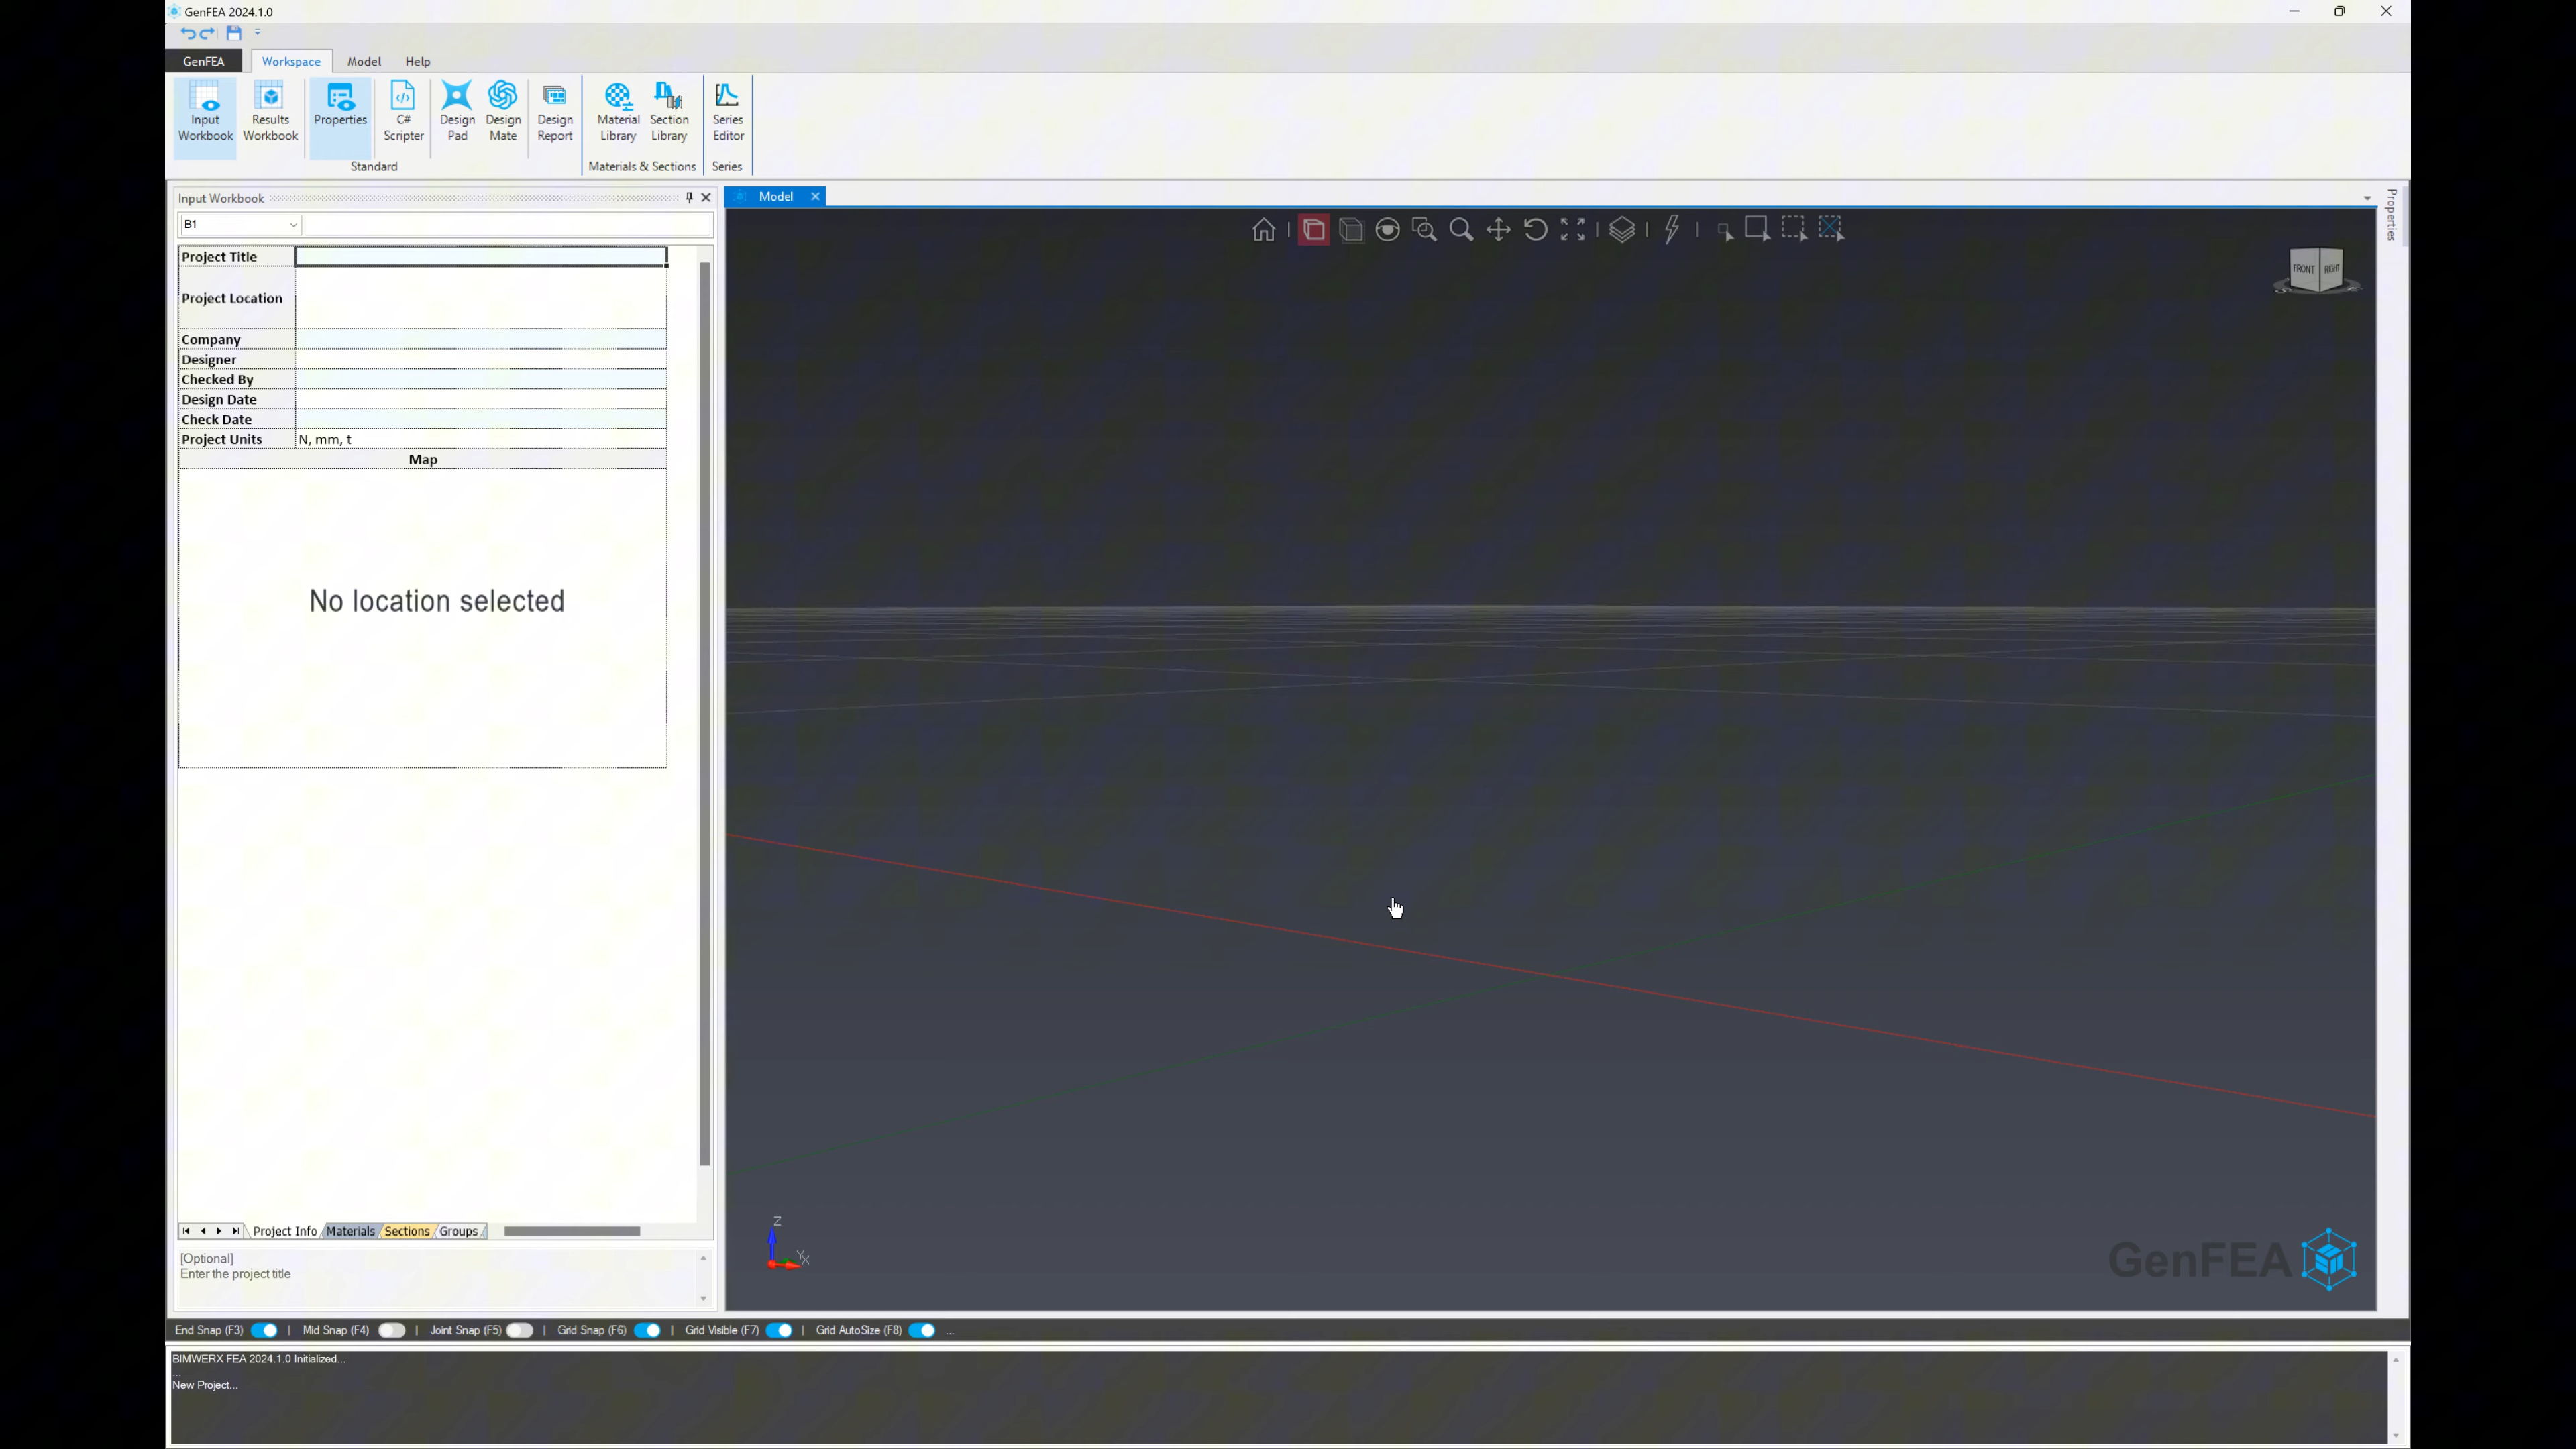 GenFEA 2024.1.0
GenFEA
Workspace
Model
Help
Input
Workbook
Results
Workbook
Properties
C#
Scripter
Design
Pad
Design
Mate
Design
Report
Standard
Material
Library
Section
Library
Materials & Sections
Series
Editor
Series
Input Workbook
B1
Project Title
Project Location
Company
Designer
Checked By
Design Date
Check Date
Project Units N, mm, t
Map
No location selected
Project Info
Materials
Sections
Groups
[Optional]
Enter the project title
Model
FRONT
RIGHT
Properties
Z
Y
X
GenFEA
End Snap (F3) | Mid Snap (F4) | Joint Snap (F5) | Grid Snap (F6) | Grid Visible (F7) | Grid AutoSize (F8) ...
BIMWERX FEA 2024.1.0 Initialized...
...
New Project...